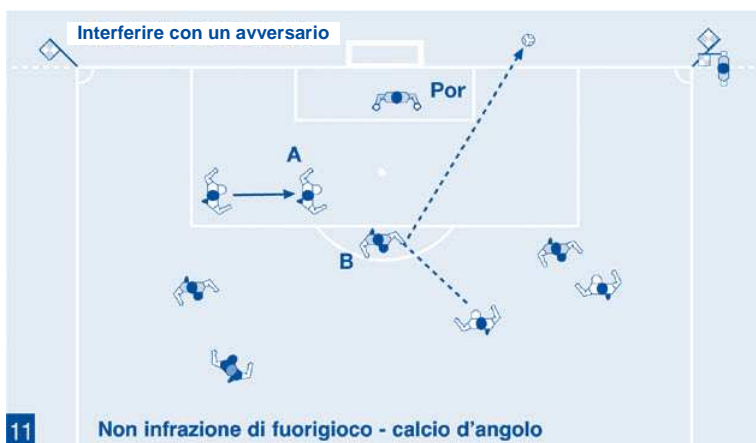 Interferire con un avversario
Por
A
B
11
Non infrazione di fuorigioco - calcio d'angolo